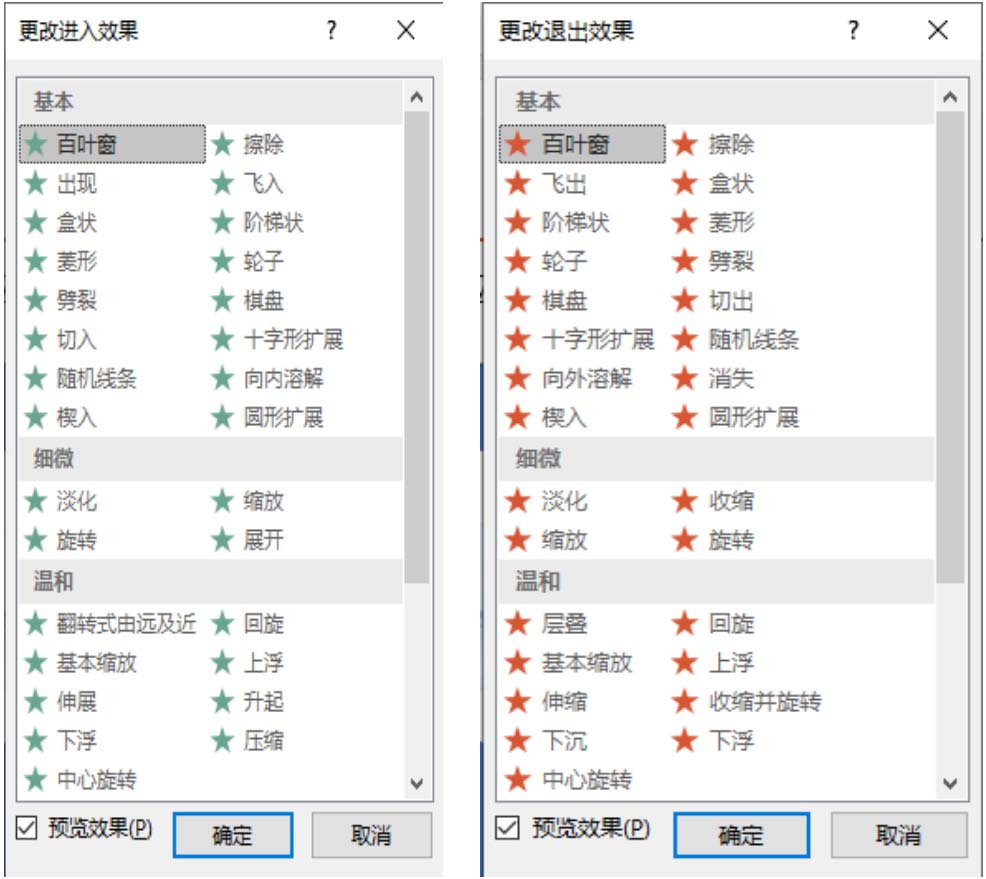 更改进入效果 ? ×
基本
百叶窗 擦除
出现 飞入
盒状 阶梯状
菱形 轮子
劈裂 棋盘
切入 十字形扩展
随机线条 向内溶解
楔入 圆形扩展
细微
淡化 缩放
旋转 展开
温和
翻转式由远及近 回旋
基本缩放 上浮
伸展 升起
下浮 压缩
中心旋转
预览效果(P) 确定 取消
更改退出效果 ? ×
基本
百叶窗 擦除
飞出 盒状
阶梯状 菱形
轮子 劈裂
棋盘 切出
十字形扩展 随机线条
向外溶解 消失
楔入 圆形扩展
细微
淡化 收缩
缩放 旋转
温和
层叠 回旋
基本缩放 上浮
伸缩 收缩并旋转
下沉 下浮
中心旋转
预览效果(P) 确定 取消